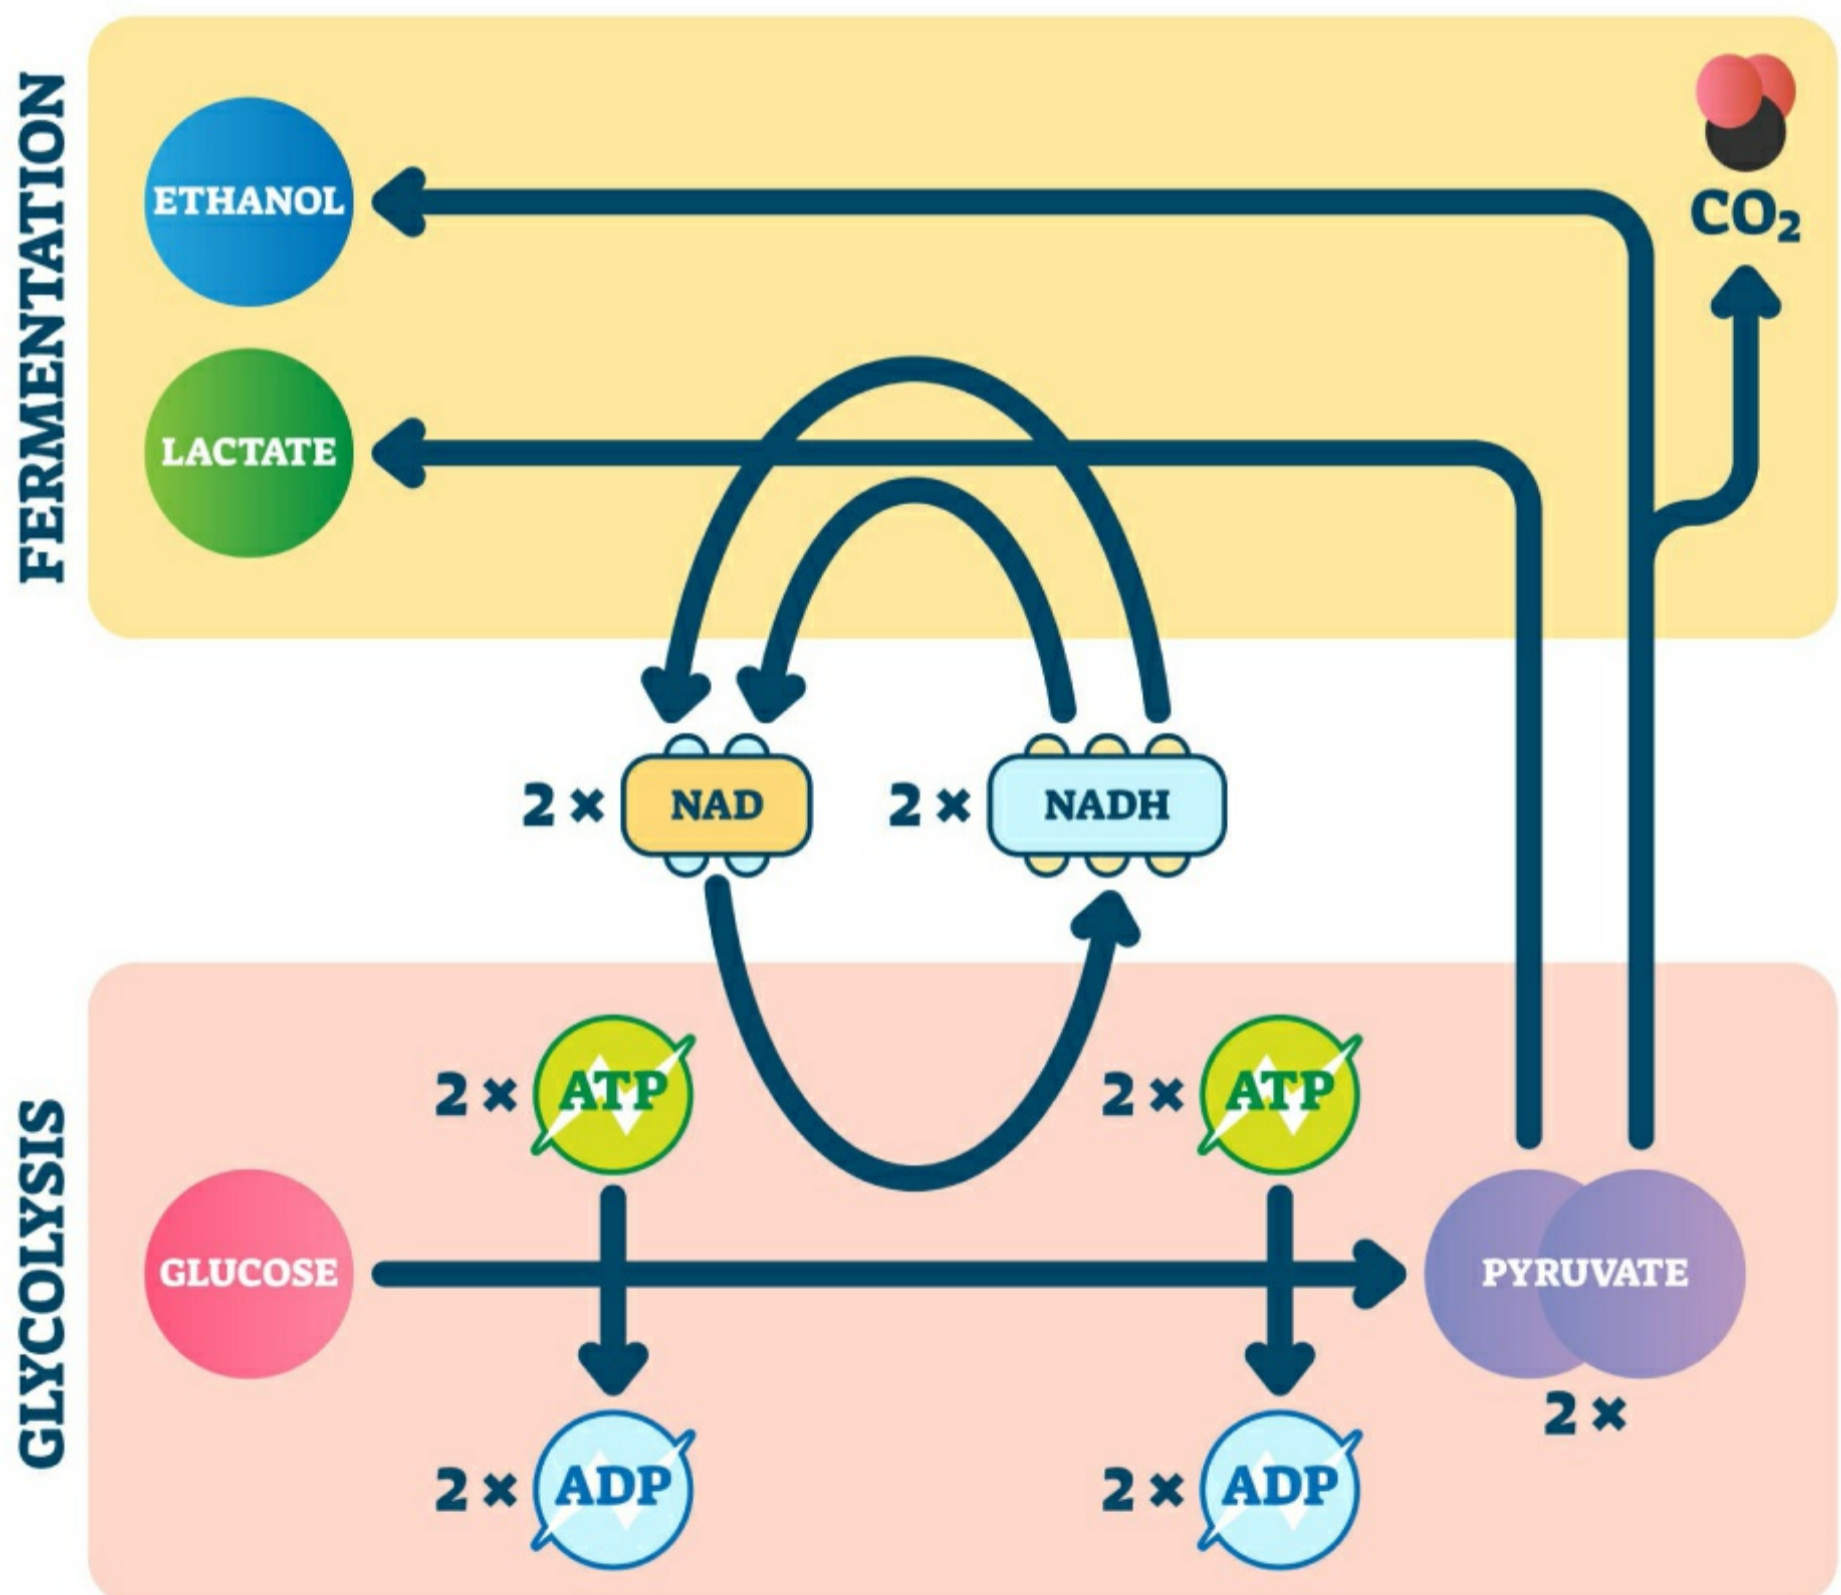 FERMENTATION
ETHANOL
CO₂
LACTATE
2 × NAD
2 × NADH
GLYCOLYSIS
2 × ATP
2 × ATP
GLUCOSE
PYRUVATE
2 ×
2 × ADP
2 × ADP